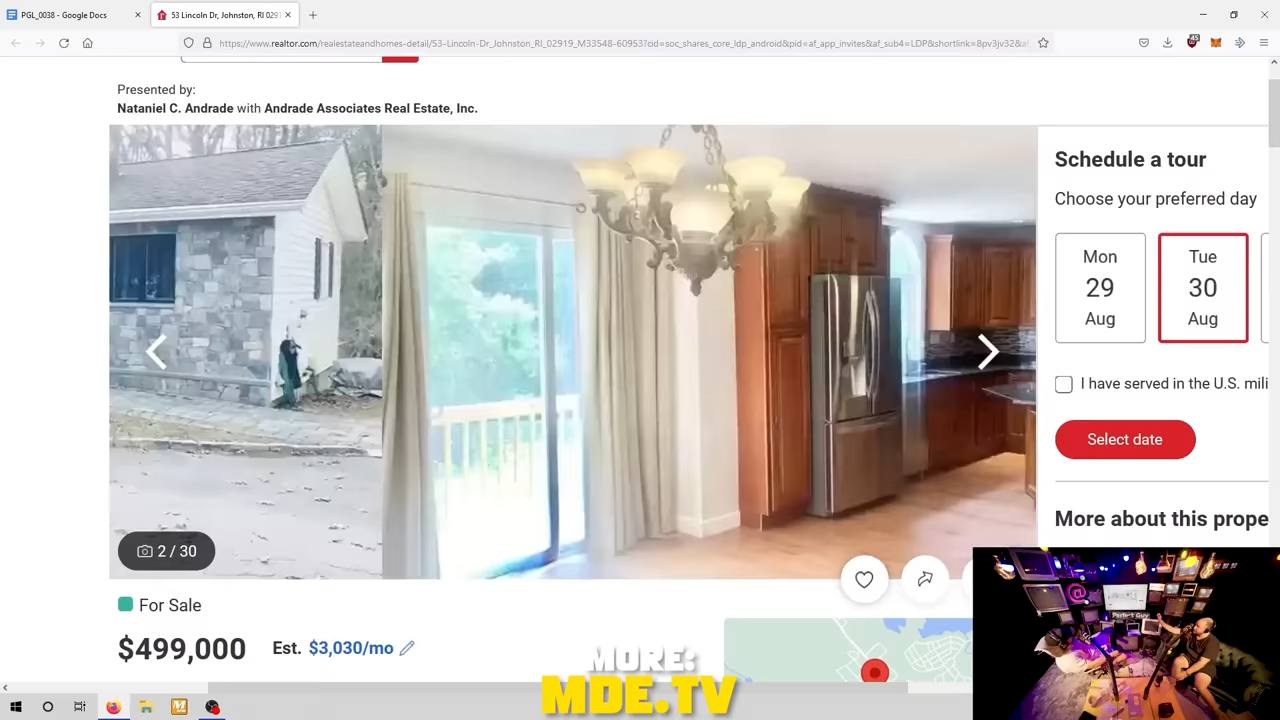 PGL_0038 - Google Docs
53 Lincoln Dr, Johnston, RI 0291
https://www.realtor.com/realestateandhomes-detail/53-Lincoln-Dr_Johnston_RI_02919_M33548-60953?cid=soc_shares_core_ldp_android&pid=af_app_invites&af_sub4=LDP&shortlink=8pv3jv32&af
Presented by:
Nataniel C. Andrade with Andrade Associates Real Estate, Inc.
Schedule a tour
Choose your preferred day
Mon
29
Aug
Tue
30
Aug
I have served in the U.S. mili
Select date
More about this prope
2 / 30
For Sale
$499,000
Est. $3,030/mo
MORE:
MDE.TV
Perfect Guy